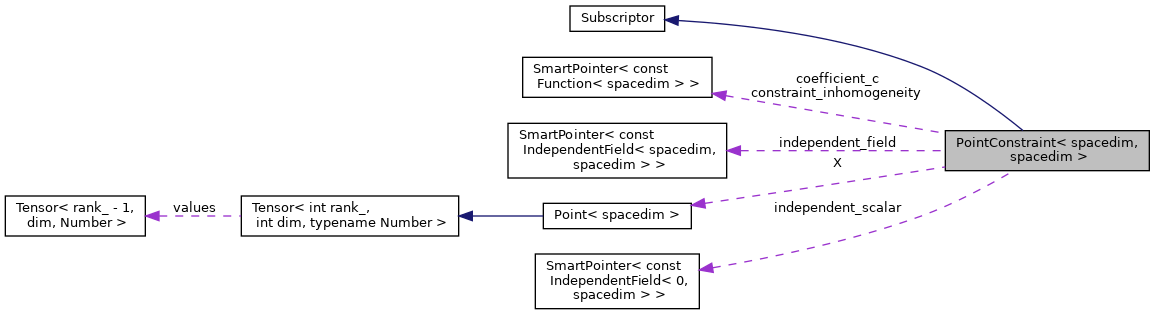 Subscriptor
SmartPointer< const
Function< spacedim > >
coefficient_c
constraint_inhomogeneity
SmartPointer< const
IndependentField< spacedim,
spacedim > >
independent_field
PointConstraint< spacedim,
spacedim >
X
Tensor< rank_ - 1,
dim, Number >
values
Tensor< int rank_,
int dim, typename Number >
Point< spacedim >
independent_scalar
SmartPointer< const
IndependentField< 0,
spacedim > >